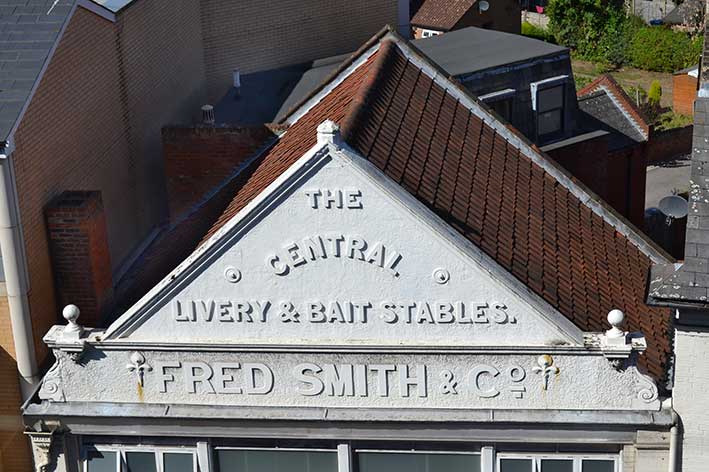 THE
CENTRAL
LIVERY & BAIT STABLES.
FRED SMITH & Cº